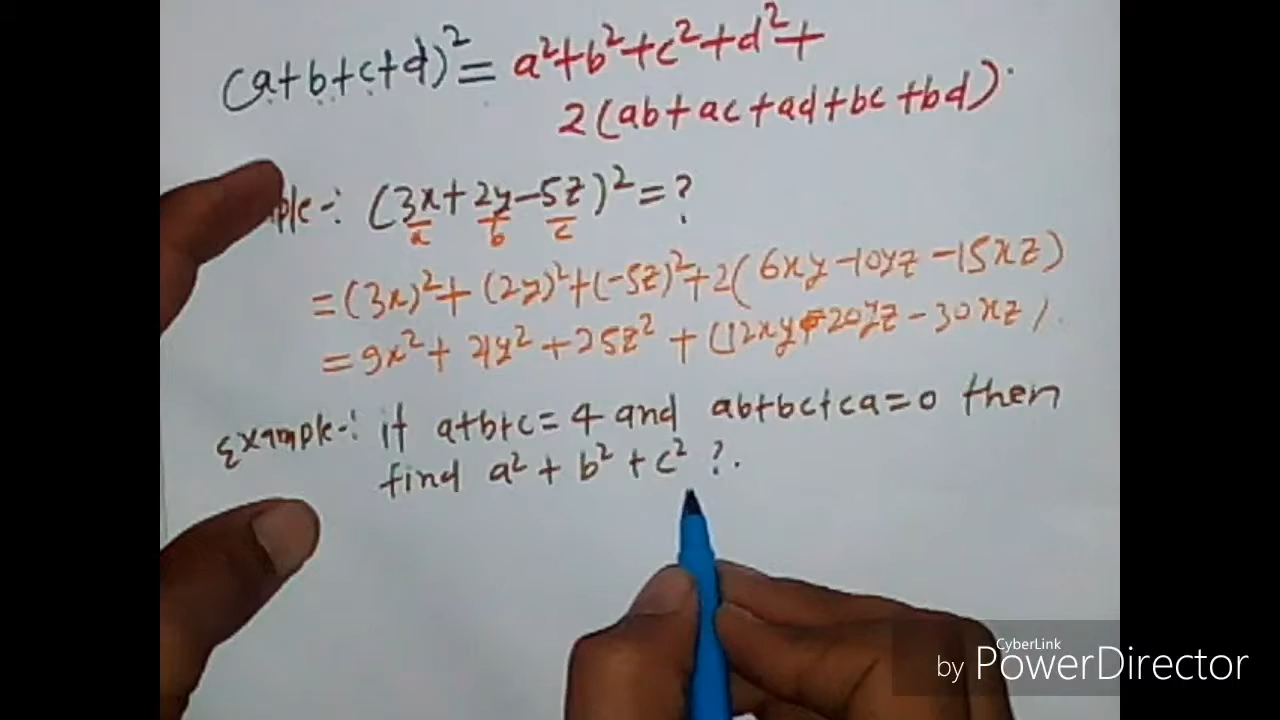 (a+b+c+d)² = a²+b²+c²+d²+
2(ab+ac+ad+bc+bd).
ple-: (3x+2y-5z)² = ?
a b c
=(3x)²+(2y)²+(-5z)²+2(6xy-10yz-15xz)
=9x²+4y²+25z²+(12xy-20yz-30xz)
Example-: if a+b+c=4 and ab+bc+ca=0 then
find a²+b²+c² ?.
CyberLink
by PowerDirector